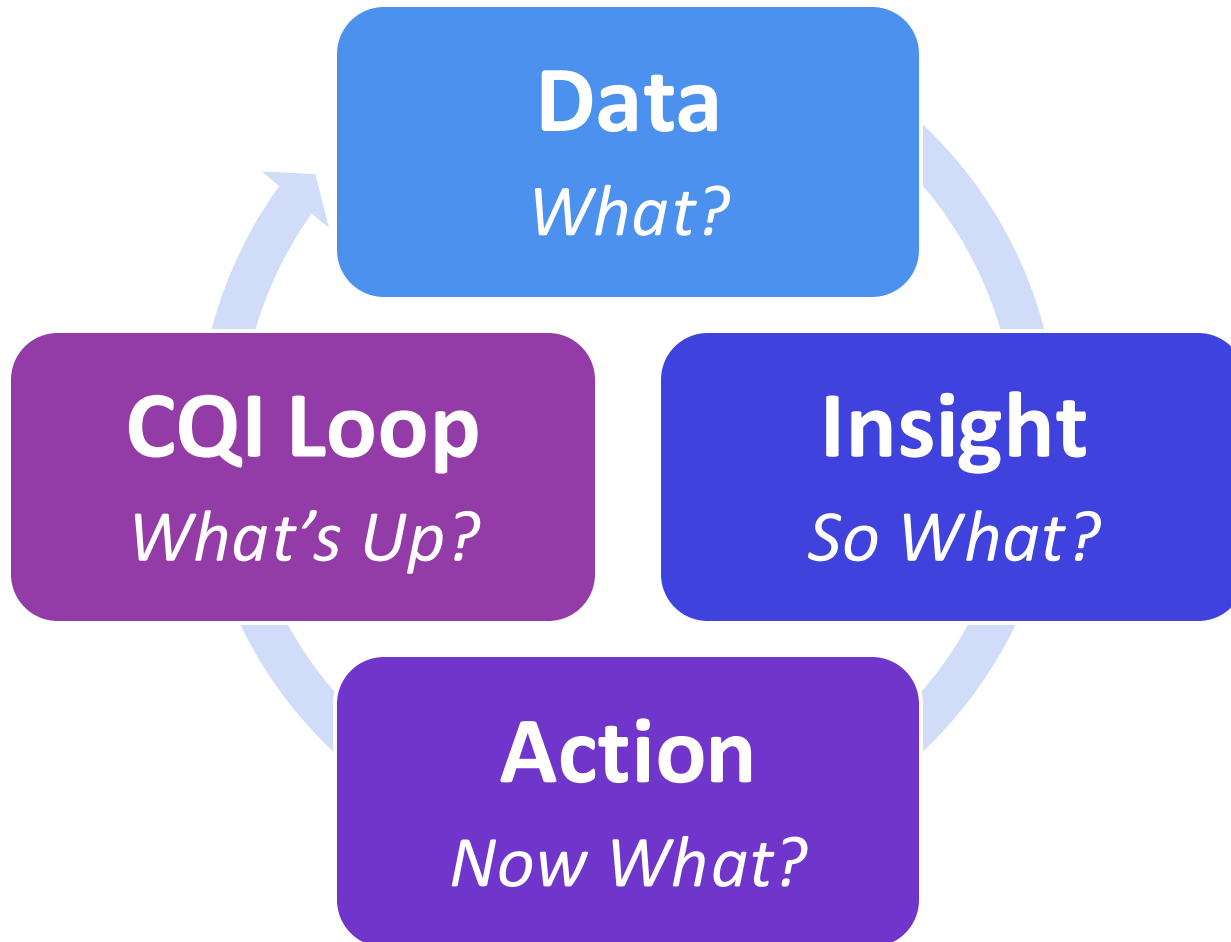 Data
What?
CQI Loop
What’s Up?
Insight
So What?
Action
Now What?